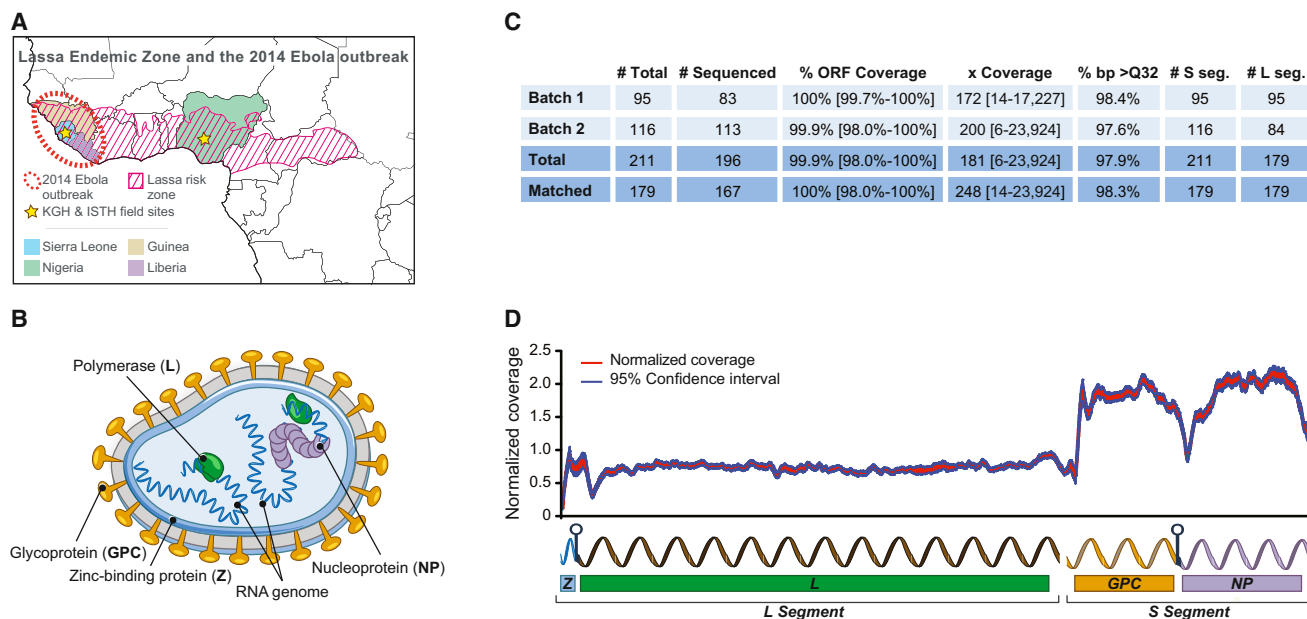 A
Lassa Endemic Zone and the 2014 Ebola outbreak
2014 Ebola outbreak
Lassa risk zone
KGH & ISTH field sites
Sierra Leone
Guinea
Nigeria
Liberia
B
Polymerase (L)
Glycoprotein (GPC)
Zinc-binding protein (Z)
RNA genome
Nucleoprotein (NP)
C
# Total # Sequenced % ORF Coverage x Coverage % bp >Q32 # S seg. # L seg.
Batch 1 95 83 100% [99.7%-100%] 172 [14-17,227] 98.4% 95 95
Batch 2 116 113 99.9% [98.0%-100%] 200 [6-23,924] 97.6% 116 84
Total 211 196 99.9% [98.0%-100%] 181 [6-23,924] 97.9% 211 179
Matched 179 167 100% [98.0%-100%] 248 [14-23,924] 98.3% 179 179
D
Normalized coverage
2.5
2.0
1.5
1.0
0.5
0
Normalized coverage
95% Confidence interval
Z L GPC NP
L Segment S Segment